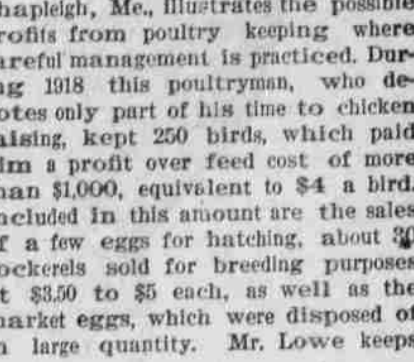 hapleigh, Me., illustrates the possible
rofits from poultry keeping where
areful management is practiced. Dur-
ng 1918 this poultryman, who de-
otes only part of his time to chicken
aising, kept 250 birds, which paid
im a profit over feed cost of more
han $1,000, equivalent to $4 a bird.
ncluded in this amount are the sales
f a few eggs for hatching, about 30
ockerels sold for breeding purposes
t $3.50 to $5 each, as well as the
narket eggs, which were disposed of
n large quantity. Mr. Lowe keeps